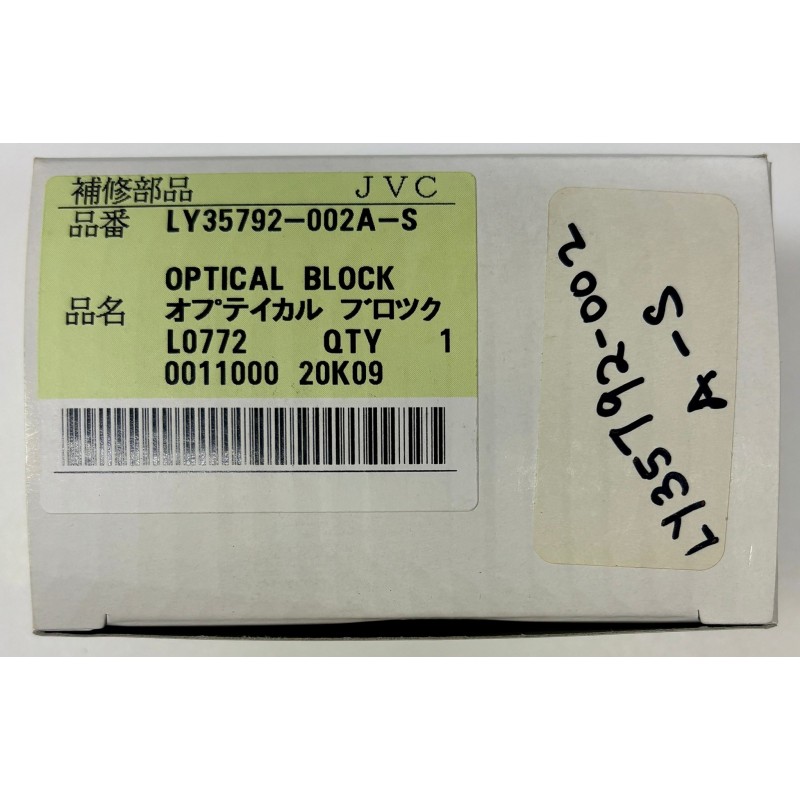 補修部品 JVC
品番 LY35792-002A-S
OPTICAL BLOCK
品名 オプテイカル ブロツク
L0772 QTY 1
0011000 20K09
LY35792-002
A-S